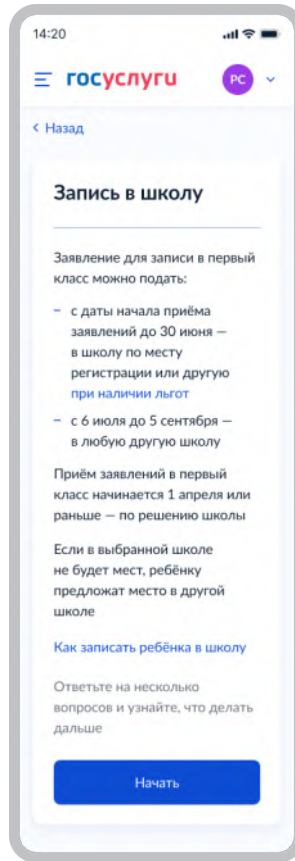 14:20
госуслуги
РС
Назад
Запись в школу
Заявление для записи в первый
класс можно подать:
– с даты начала приёма
заявлений до 30 июня —
в школу по месту
регистрации или другую
при наличии льгот
– с 6 июля до 5 сентября —
в любую другую школу
Приём заявлений в первый
класс начинается 1 апреля или
раньше — по решению школы
Если в выбранной школе
не будет мест, ребёнку
предложат место в другой
школе
Как записать ребёнка в школу
Ответьте на несколько
вопросов и узнайте, что делать
дальше
Начать